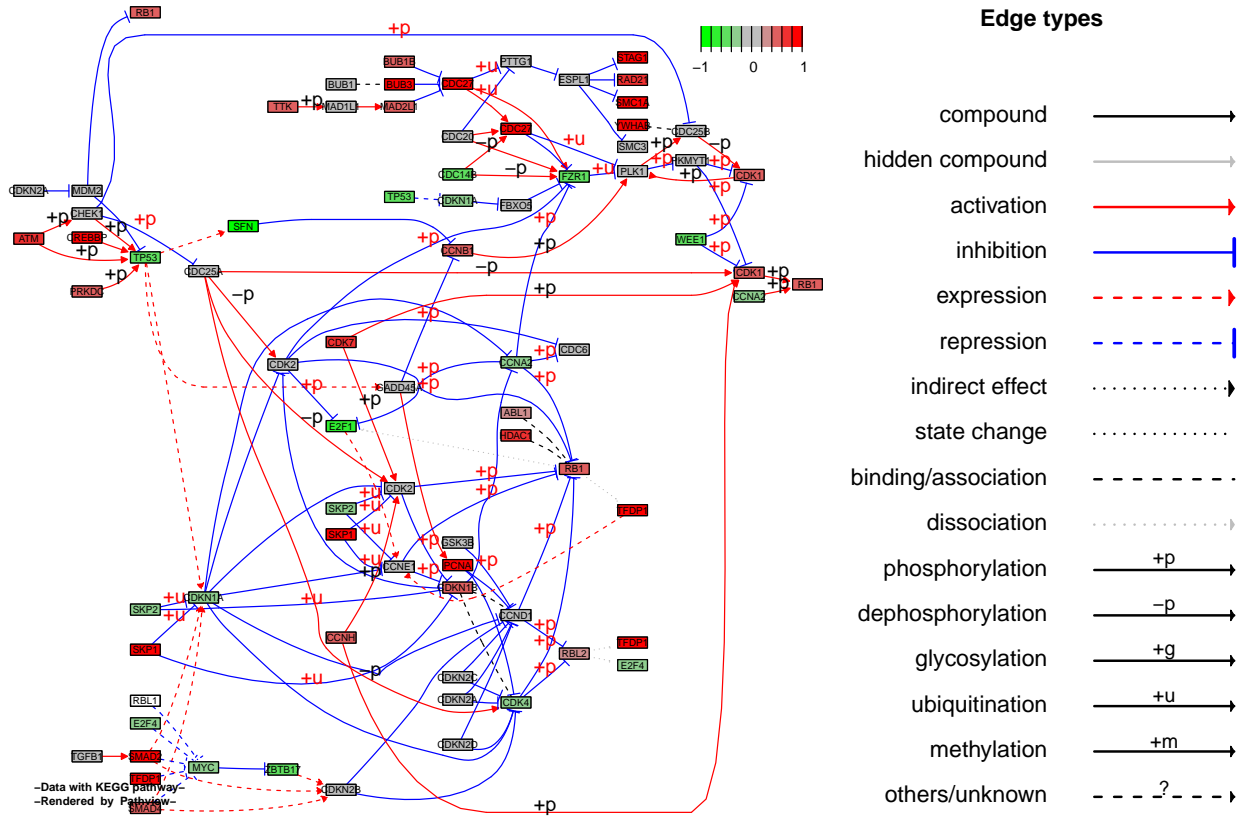 Edge types
compound
hidden compound
activation
inhibition
expression
repression
indirect effect
state change
binding/association
dissociation
phosphorylation +p
dephosphorylation −p
glycosylation +g
ubiquitination +u
methylation +m
others/unknown ?
−1 0 1
RB1
+p
BUB1B
PTTG1
STAG1
BUB1
BUB3
CDC27
+u
ESPL1
RAD21
TTK
+p
MAD1L1
MAD2L1
+u
SMC1A
CDC20
−p
CDC27
YWHAB
CDC25B
+u
SMC3
+p
−p
CDC14B
−p
FZR1
+u
PLK1
+p
PKMYT1
+p
CDK1
+p
CDKN2A
MDM2
TP53
CDKN1A
FBXO5
CHEK1
+p
+p
+p
SFN
+p
ATM
CREBBP
+p
TP53
+p
CCNB1
+p
WEE1
+p
PRKDC
+p
CDC25A
−p
−p
CDK1
+p
RB1
+p
CCNA2
+p
+p
CDK7
+p
CDC6
CDK2
+p
CCNA2
+p
+p
GADD45A
+p
+p
−p
E2F1
ABL1
HDAC1
+p
RB1
CDK2
+p
+u
SKP2
+u
TFDP1
SKP1
+u
+p
GSK3B
+p
+u
+p
CCNE1
+p
PCNA
+p
CDKN1B
CDKN1A
+u
+u
SKP2
+u
CCND1
+p
+p
SKP1
CCNH
TFDP1
RBL2
E2F4
−p
+u
+p
CDKN2C
CDKN2A
CDK4
CDKN2D
RBL1
E2F4
TGFB1
MYC
ZBTB17
CDKN2B
−Data with KEGG pathway−
−Rendered by Pathview−
+p